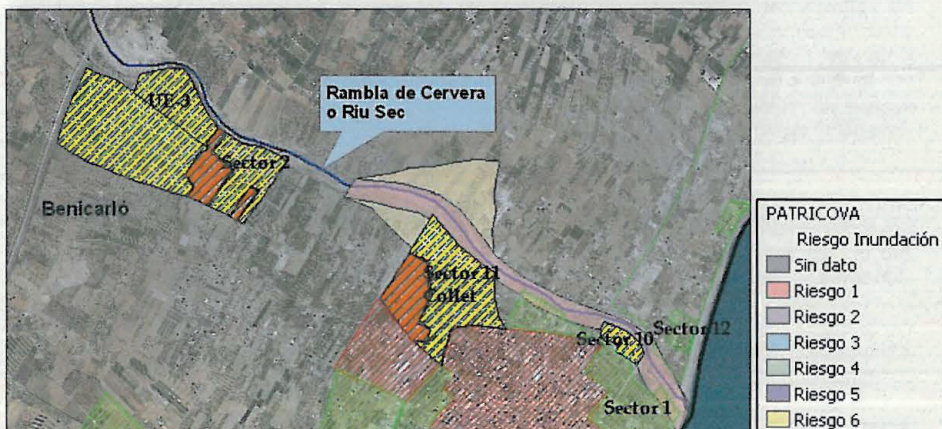 Rambla de Cervera
o Riu Sec
UE-3
Sector 2
Benicarló
Sector 11
Collet
Sector 10
Sector 12
Sector 1
PATRICOVA
Riesgo Inundación
Sin dato
Riesgo 1
Riesgo 2
Riesgo 3
Riesgo 4
Riesgo 5
Riesgo 6